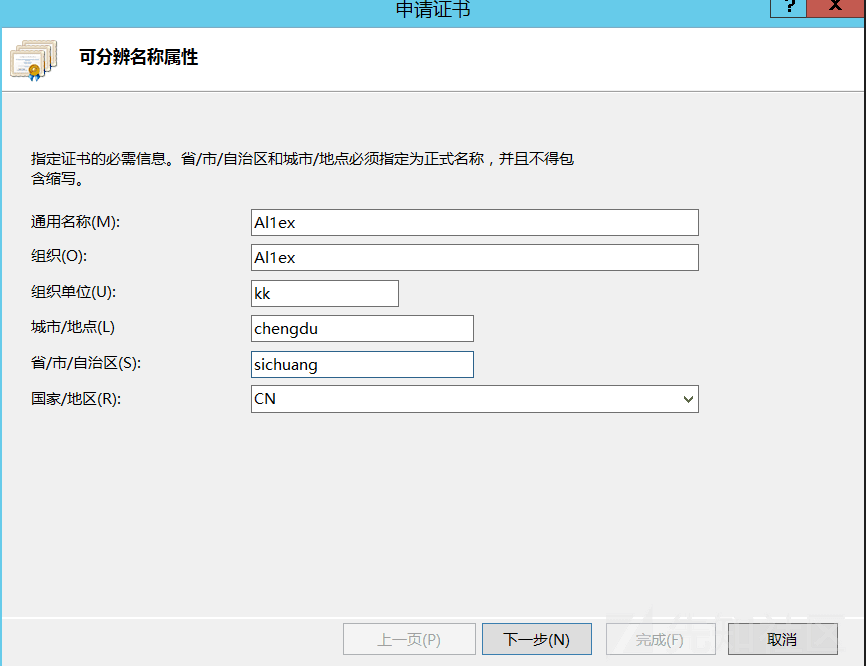 申请证书
?
x
可分辨名称属性
指定证书的必需信息。省/市/自治区和城市/地点必须指定为正式名称，并且不得包
含缩写。
通用名称(M): Al1ex
组织(O): Al1ex
组织单位(U): kk
城市/地点(L) chengdu
省/市/自治区(S): sichuang
国家/地区(R): CN
上一页(P) 下一步(N) 完成(F) 取消